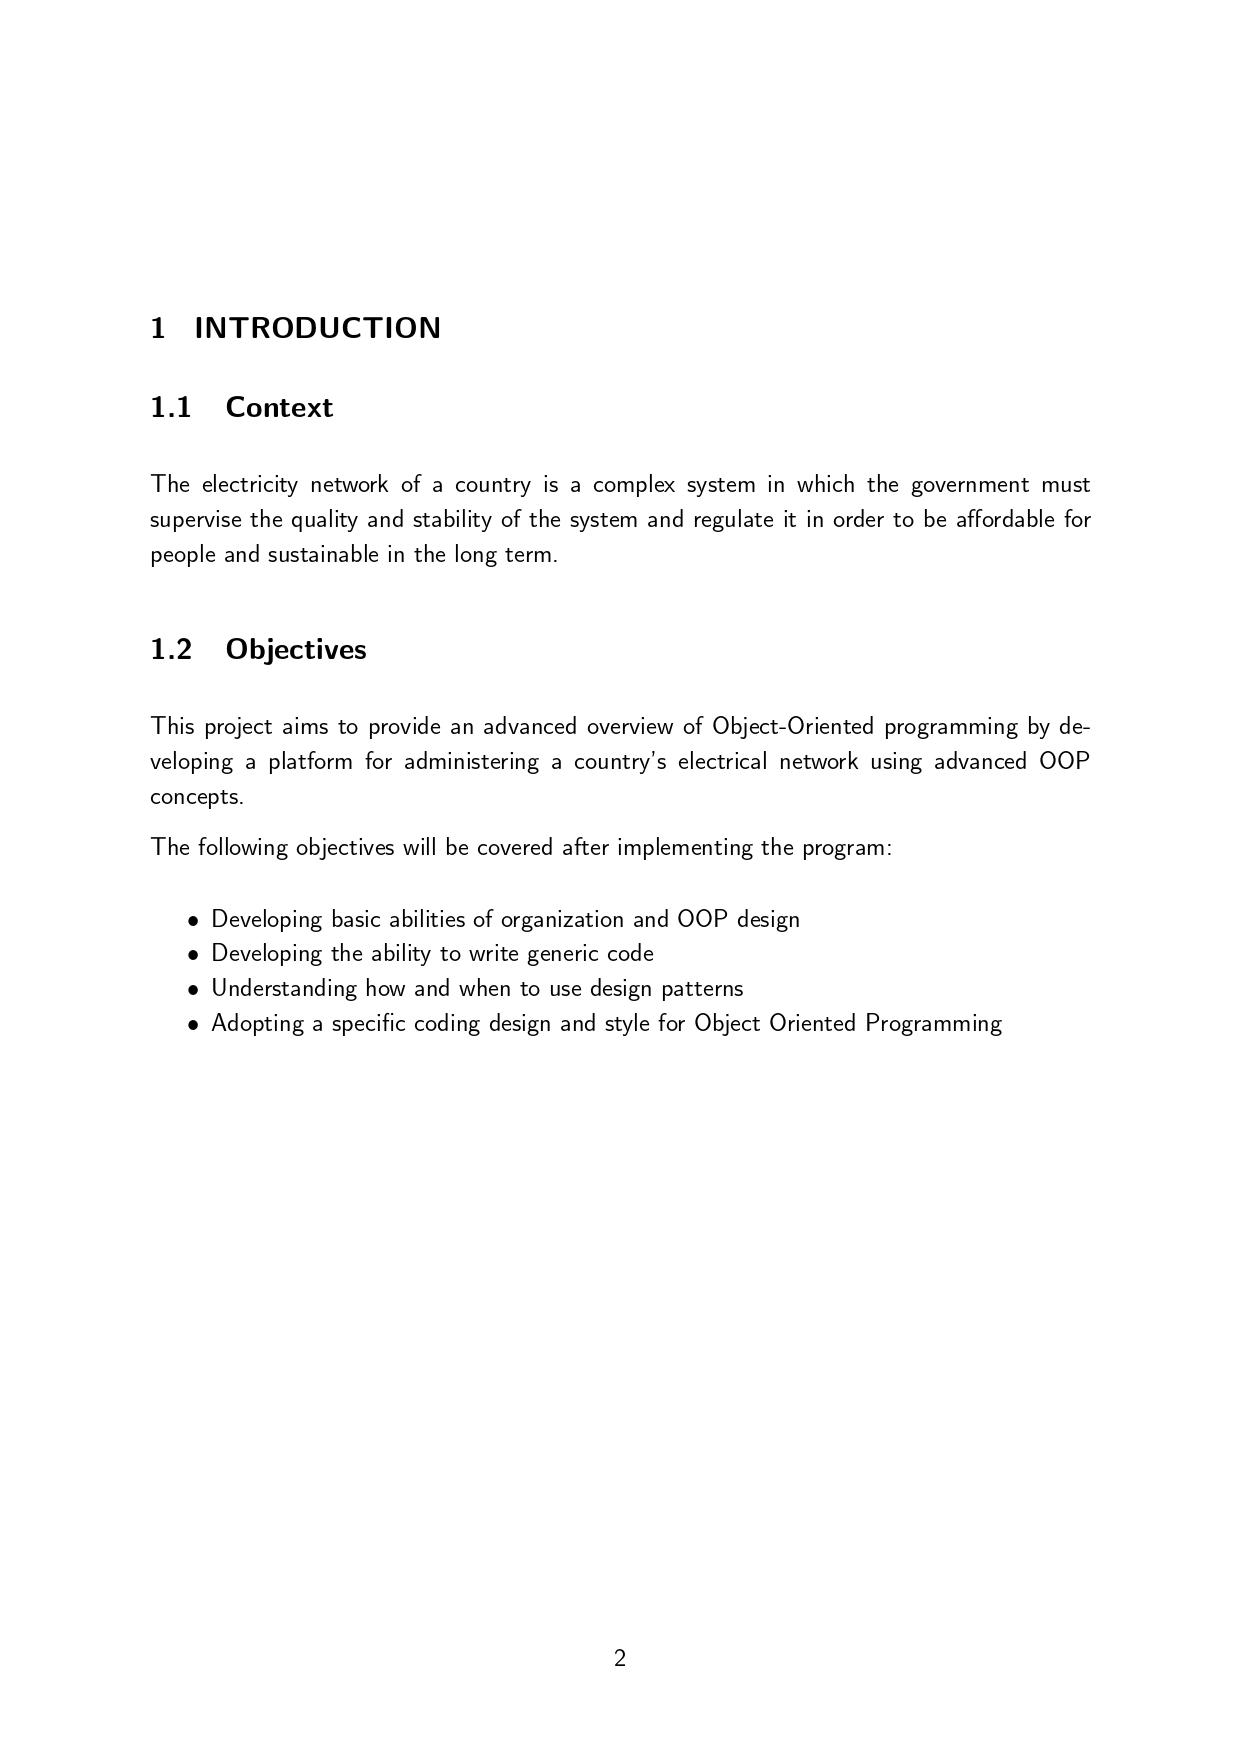 1 INTRODUCTION
1.1 Context
The electricity network of a country is a complex system in which the government must
supervise the quality and stability of the system and regulate it in order to be affordable for
people and sustainable in the long term.
1.2 Objectives
This project aims to provide an advanced overview of Object-Oriented programming by de-
veloping a platform for administering a country's electrical network using advanced OOP
concepts.
The following objectives will be covered after implementing the program:
• Developing basic abilities of organization and OOP design
• Developing the ability to write generic code
• Understanding how and when to use design patterns
• Adopting a specific coding design and style for Object Oriented Programming
2